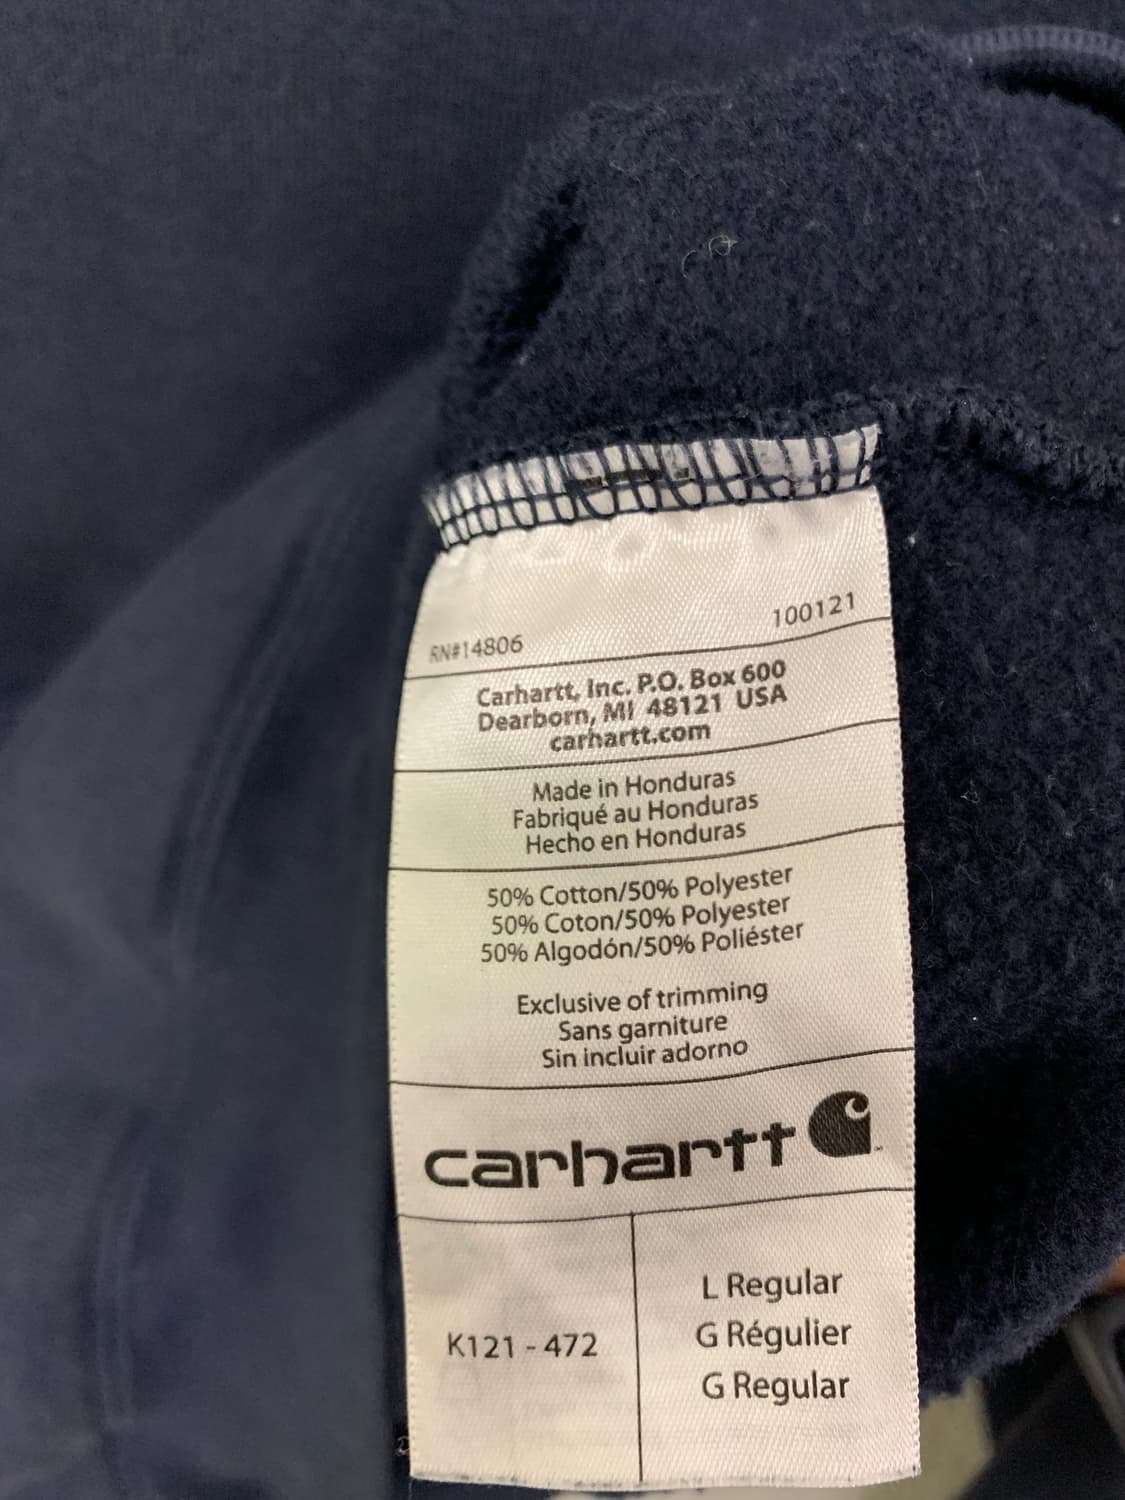 RN#14806 100121
Carhartt, Inc. P.O. Box 600
Dearborn, MI 48121 USA
carhartt.com
Made in Honduras
Fabriqué au Honduras
Hecho en Honduras
50% Cotton/50% Polyester
50% Coton/50% Polyester
50% Algodón/50% Poliéster
Exclusive of trimming
Sans garniture
Sin incluir adorno
carhartt
K121 - 472
L Regular
G Régulier
G Regular